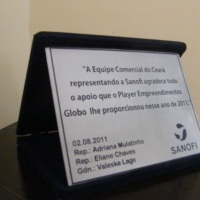 "A Equipe Comercial do Ceará
representando a Sanofi agradece todo
o apoio que o Player Empreendimentos
Globo lhe proporcionou nesse ano de 2011."
02.08.2011
Rep.: Adriana Mulatinho
Rep.: Eliane Chaves
Gdn.: Valeska Lago
SANOFI